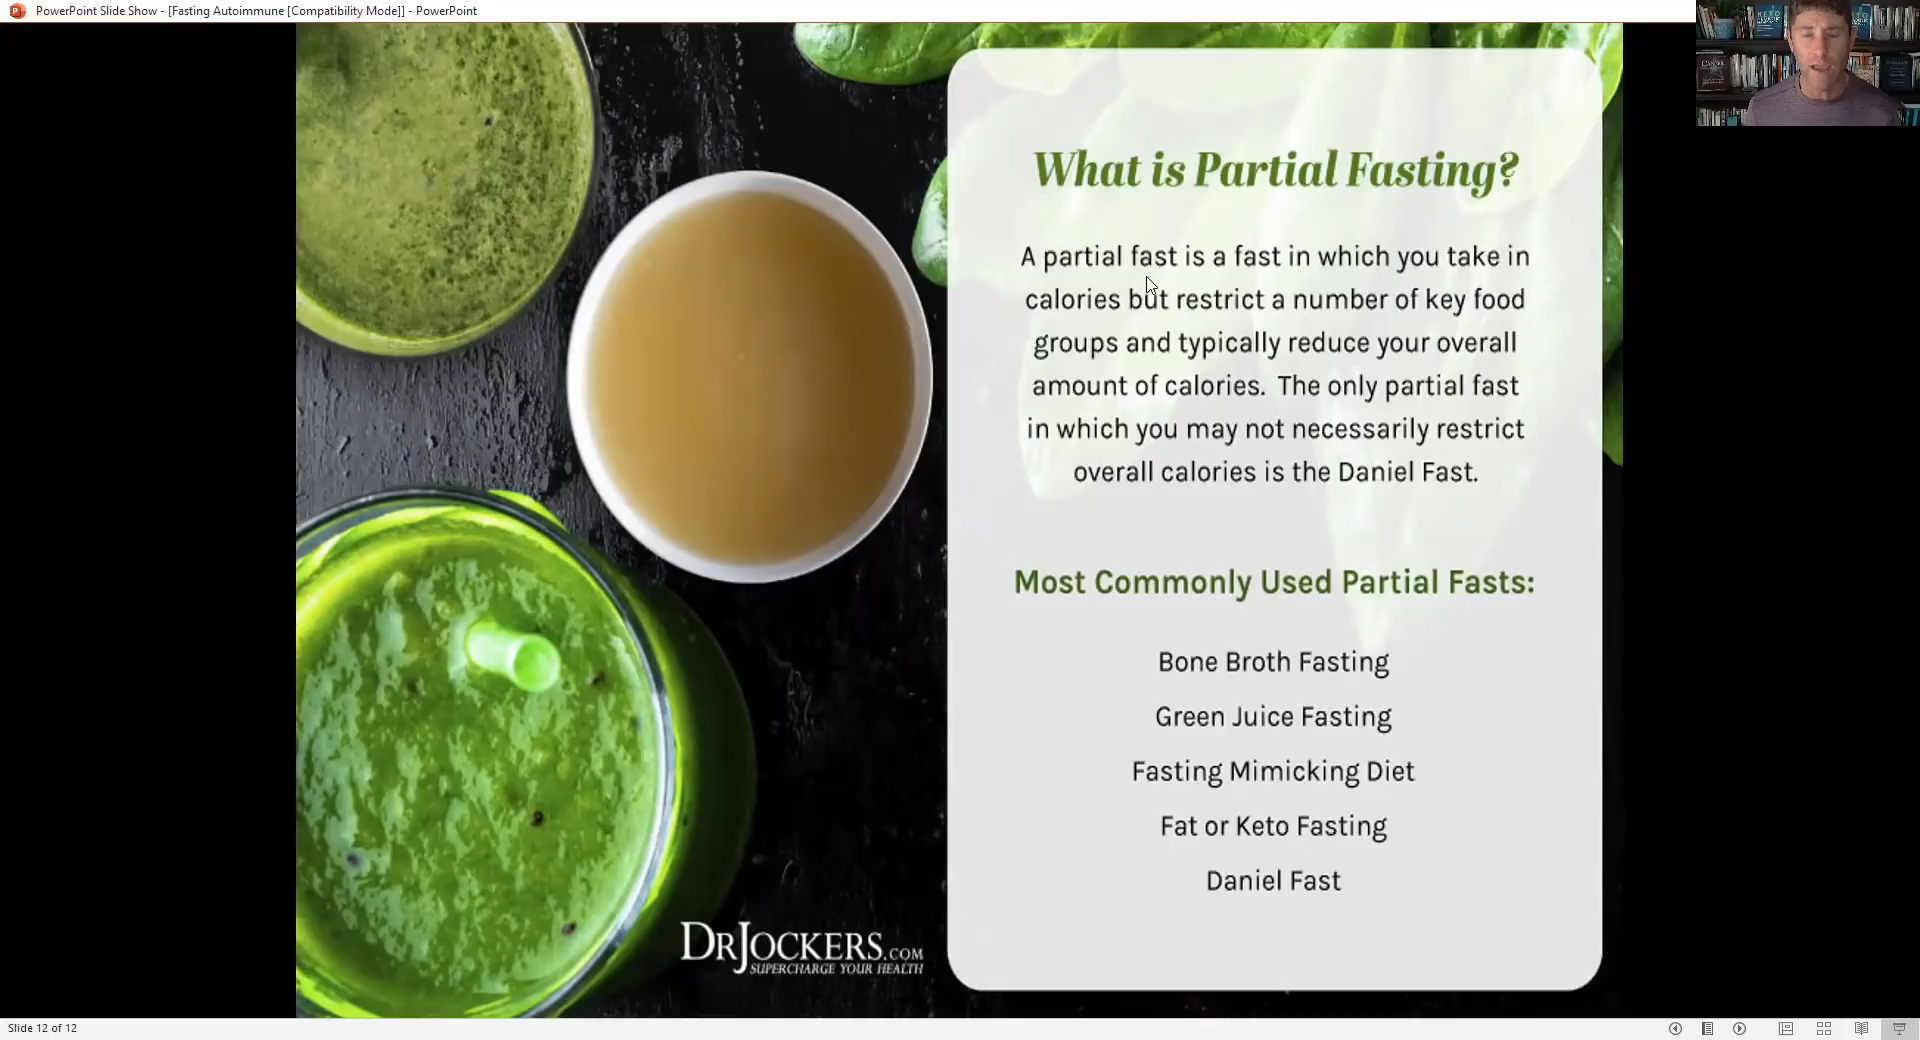 PowerPoint Slide Show - [Fasting Autoimmune [Compatibility Mode]] - PowerPoint
What is Partial Fasting?
A partial fast is a fast in which you take in
calories but restrict a number of key food
groups and typically reduce your overall
amount of calories.  The only partial fast
in which you may not necessarily restrict
overall calories is the Daniel Fast.
Most Commonly Used Partial Fasts:
Bone Broth Fasting
Green Juice Fasting
Fasting Mimicking Diet
Fat or Keto Fasting
Daniel Fast
DRJOCKERS.COM
SUPERCHARGE YOUR HEALTH
Slide 12 of 12